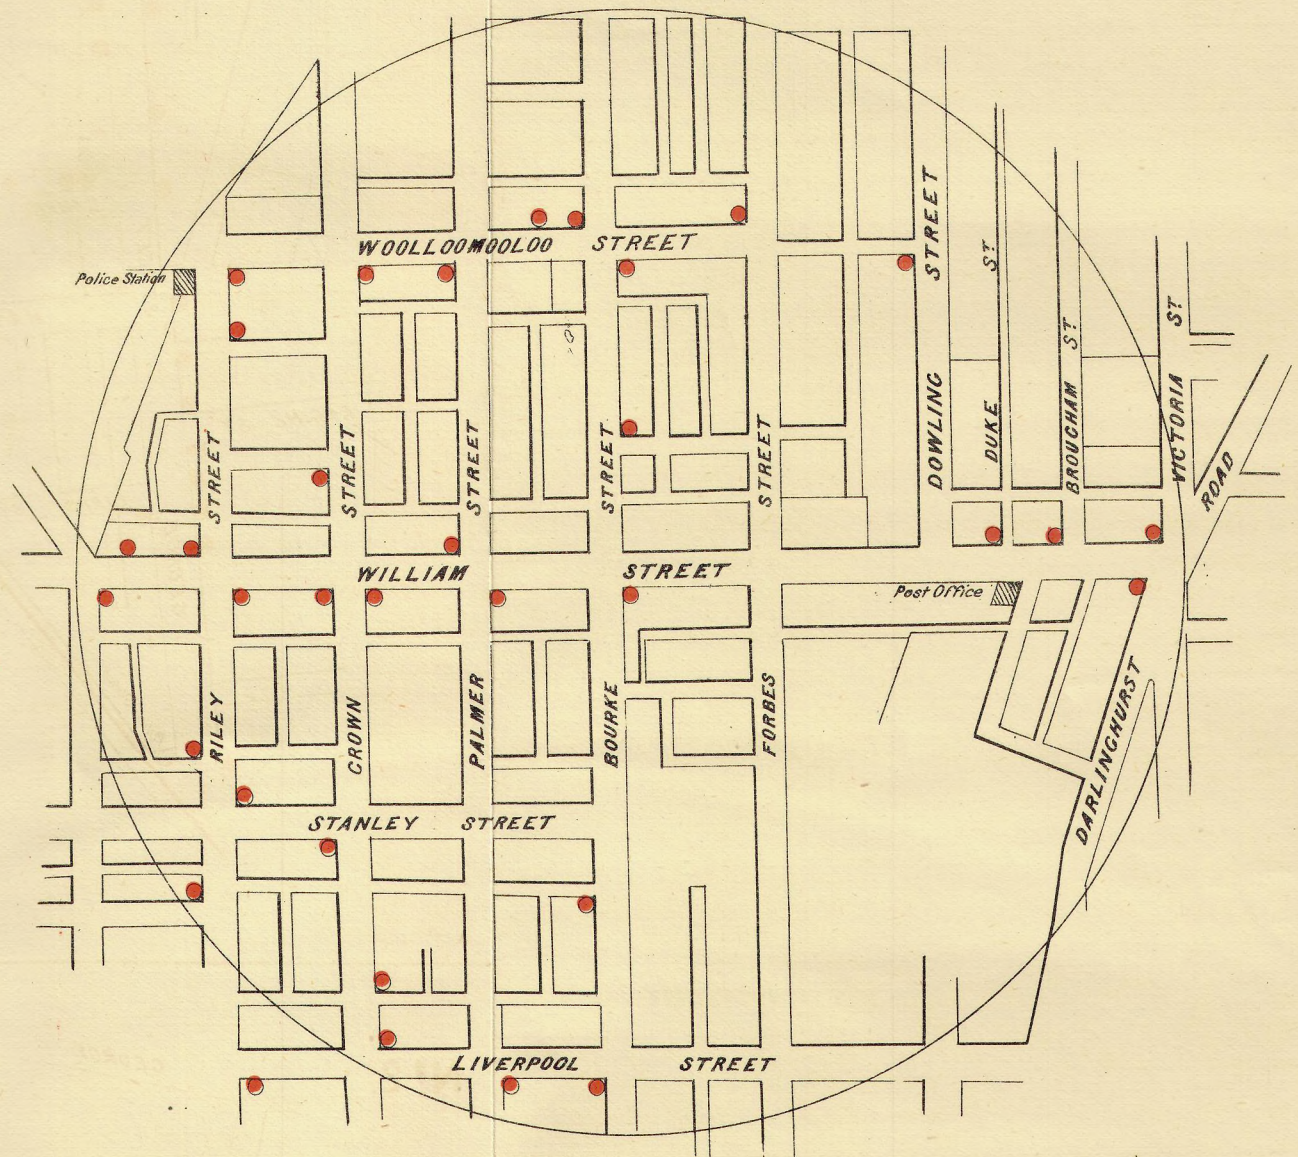 WOOLLOOMOOLOO STREET
Police Station
STREET
STREET
STREET
STREET
STREET
STREET
DOWLING
DUKE ST
BROUGHAM ST
VICTORIA ST
ROAD
WILLIAM STREET
Post Office
RILEY
CROWN
PALMER
BOURKE
FORBES
DARLINGHURST
STANLEY STREET
LIVERPOOL STREET